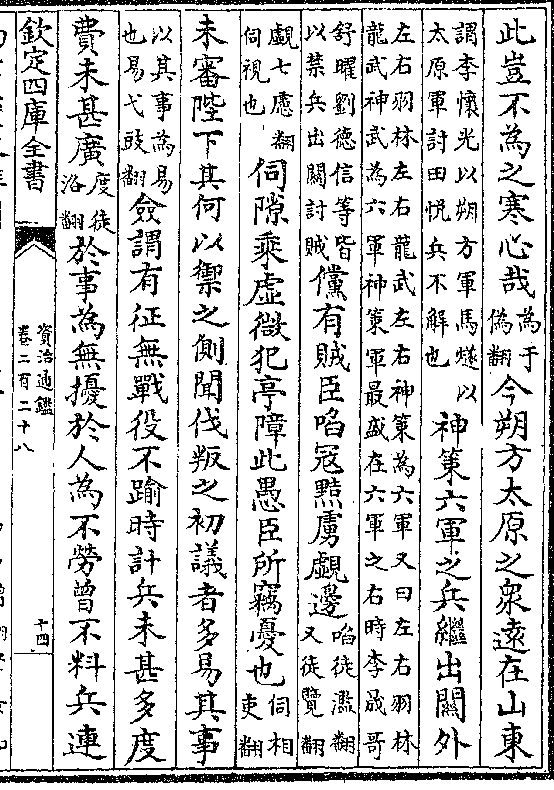 此豈不為之寒心哉為于偽翻今朔方太原之衆遠在山東
謂李懷光以朔方軍馬燧以太原軍討田悦兵不解也神策六軍之兵繼出關外
左右羽林左右龍武左右神策為六軍又曰左右羽林龍武神武為六軍神策軍最盛在六軍之右時李晟哥
舒曜劉德信等皆以禁兵出關討賊儻有賊臣啗寇黠虜覷邊啗徒濫翻又徒覽翻
覷七慮翻伺視也伺隙乘虚微犯亭障此愚臣所竊憂也伺相吏翻
未審陛下其何以禦之側聞伐叛之初議者多易其事
以其事為易也易弋豉翻僉謂有征無戰役不踰時計兵未甚多度
費未甚廣度徒洛翻於事為無擾於人為不勞曽不料兵連
欽定四庫全書
資治通鑑
卷二百二十八
十四